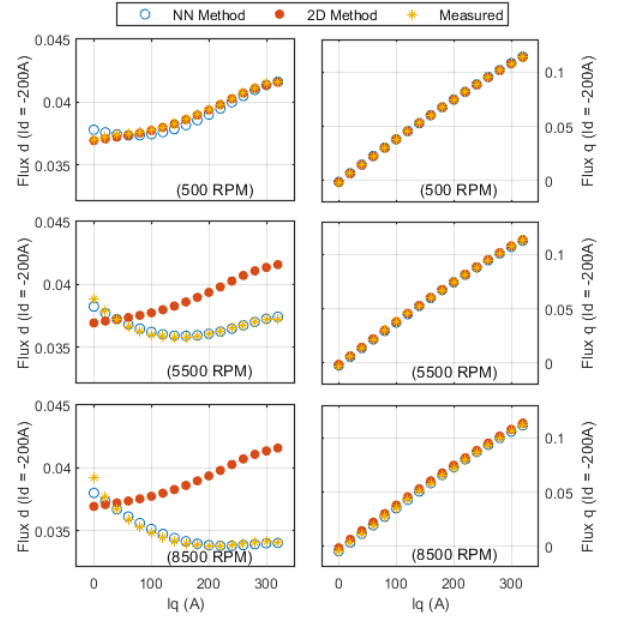 NN Method 2D Method Measured
0.045
0.04
0.035
Flux d (Id = -200A)
(500 RPM)
0.1
0.05
0
Flux q (Id = -200A)
(500 RPM)
0.045
0.04
0.035
Flux d (Id = -200A)
(5500 RPM)
0.1
0.05
0
Flux q (Id = -200A)
(5500 RPM)
0.045
0.04
0.035
Flux d (Id = -200A)
(8500 RPM)
0 100 200 300
Iq (A)
0.1
0.05
0
Flux q (Id = -200A)
(8500 RPM)
0 100 200 300
Iq (A)